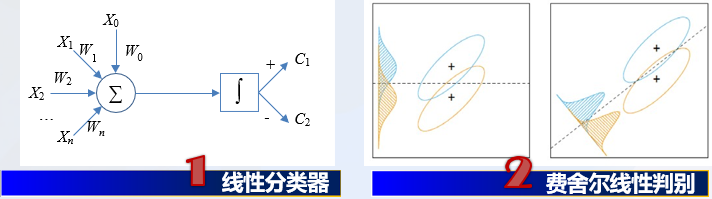 X0
X1
W1
W0
X2
W2
Σ
∫
+
C1
…
Xn
Wn
-
C2
+
+
+
+
1 线性分类器
2 费舍尔线性判别